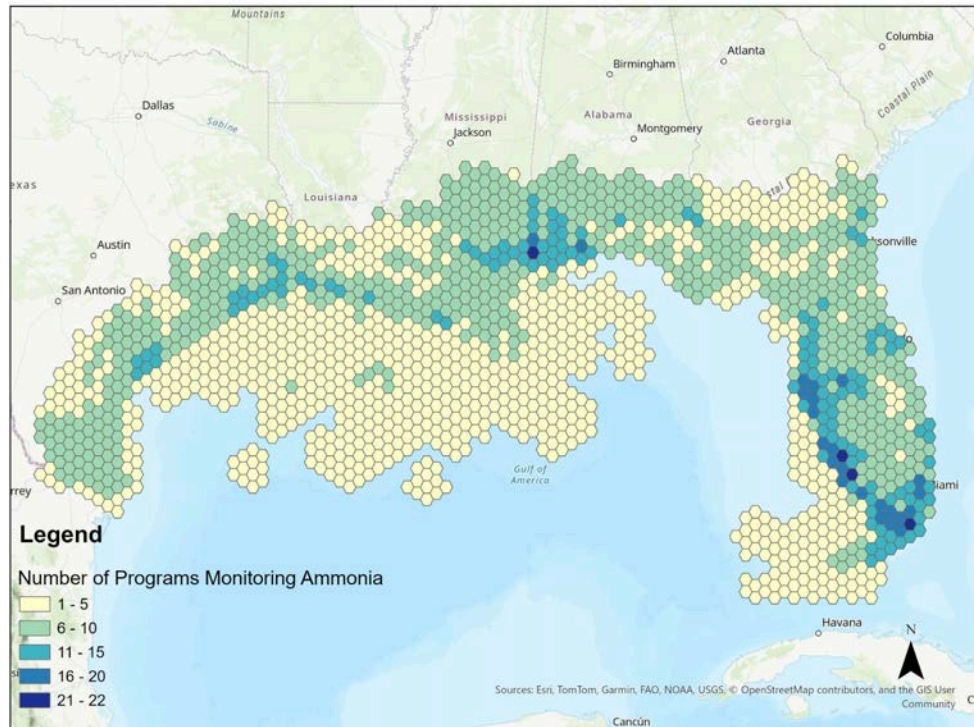 Mountains
Columbia
Atlanta
Birmingham
Dallas
Coastal Plain
Mississippi
Alabama
Sabine
Jackson
Montgomery
Georgia
exas
Louisiana
Austin
ksonville
San Antonio
Gulf of
America
rrey
iami
Legend
Number of Programs Monitoring Ammonia
1 - 5
6 - 10
11 - 15
16 - 20
21 - 22
Havana
N
Sources: Esri, TomTom, Garmin, FAO, NOAA, USGS, © OpenStreetMap contributors, and the GIS User
Community
Cancún